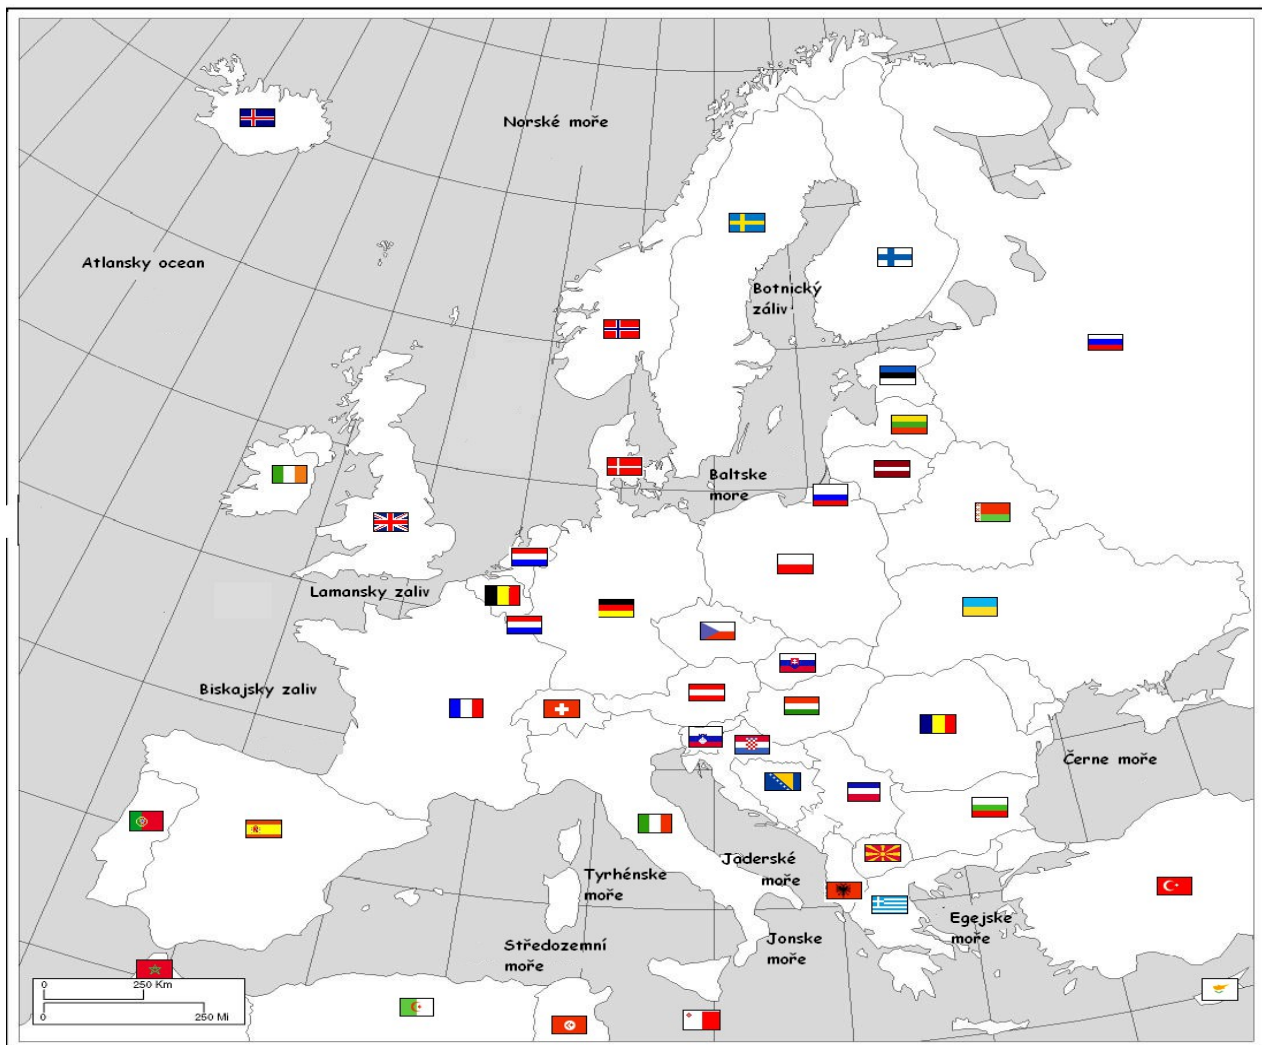 Norské moře
Atlansky ocean
Botnický
záliv
Baltske
more
Lamansky zaliv
Biskajsky zaliv
Černe moře
Jaderské
moře
Tyrhénske
moře
Egejske
moře
Jonske
moře
Středozemní
moře
0 250 Km
0 250 Mi